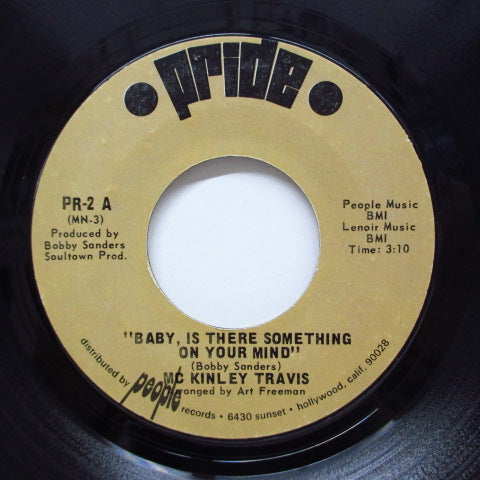 pride
PR-2 A
(MN-3)
Produced by
Bobby Sanders
Soultown Prod.
People Music
BMI
Lenoir Music
BMI
Time: 3:10
"BABY, IS THERE SOMETHING
ON YOUR MIND"
(Bobby Sanders)
MC KINLEY TRAVIS
Arranged by Art Freeman
distributed by people records • 6430 sunset • hollywood, calif. 90028